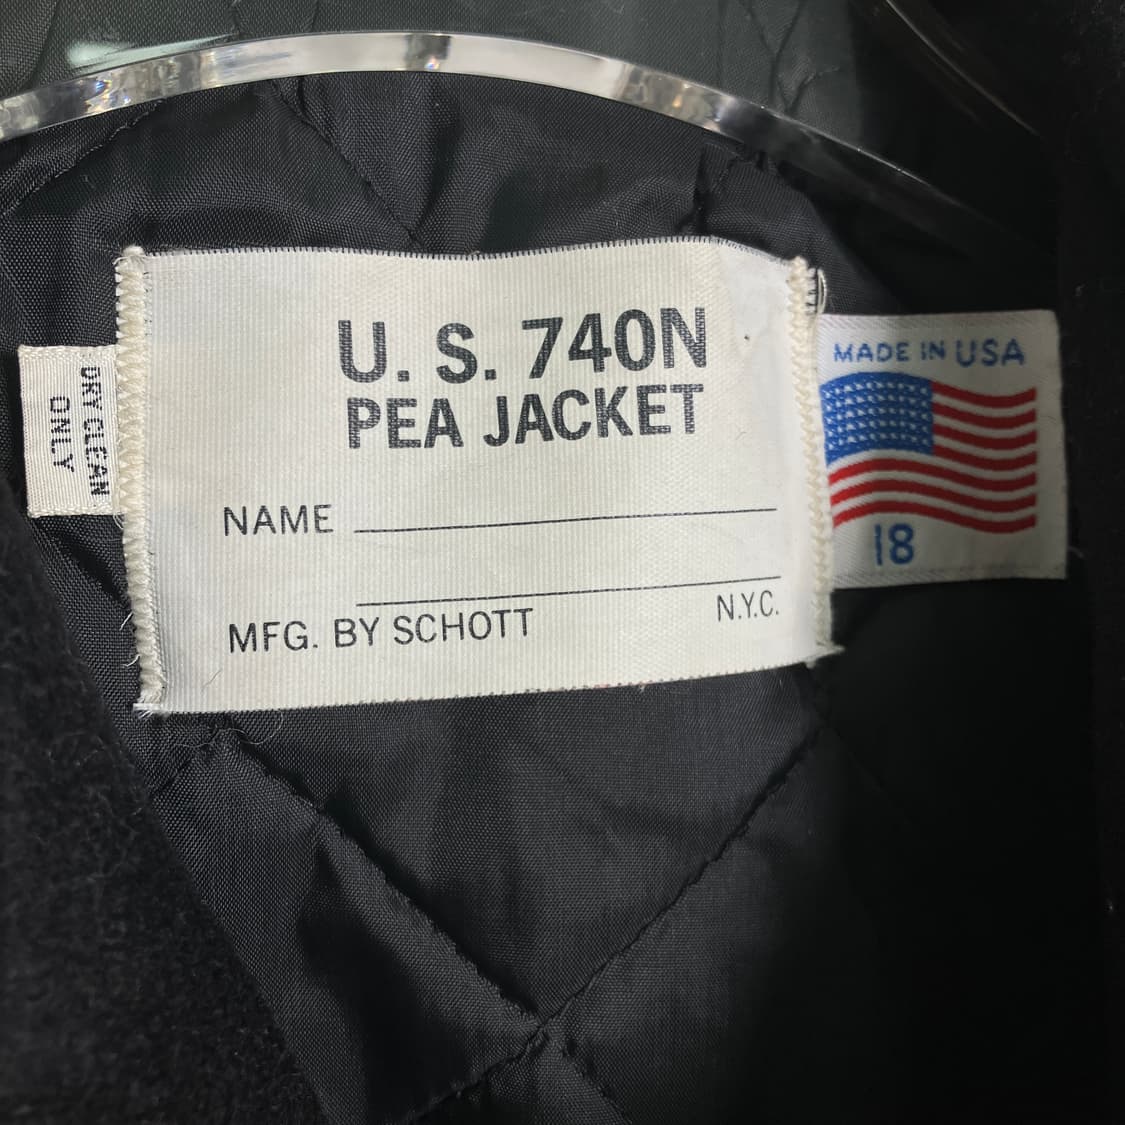 U. S. 740N
PEA JACKET
NAME
MFG. BY SCHOTT N.Y.C.
DRY CLEAN
ONLY
MADE IN USA
18